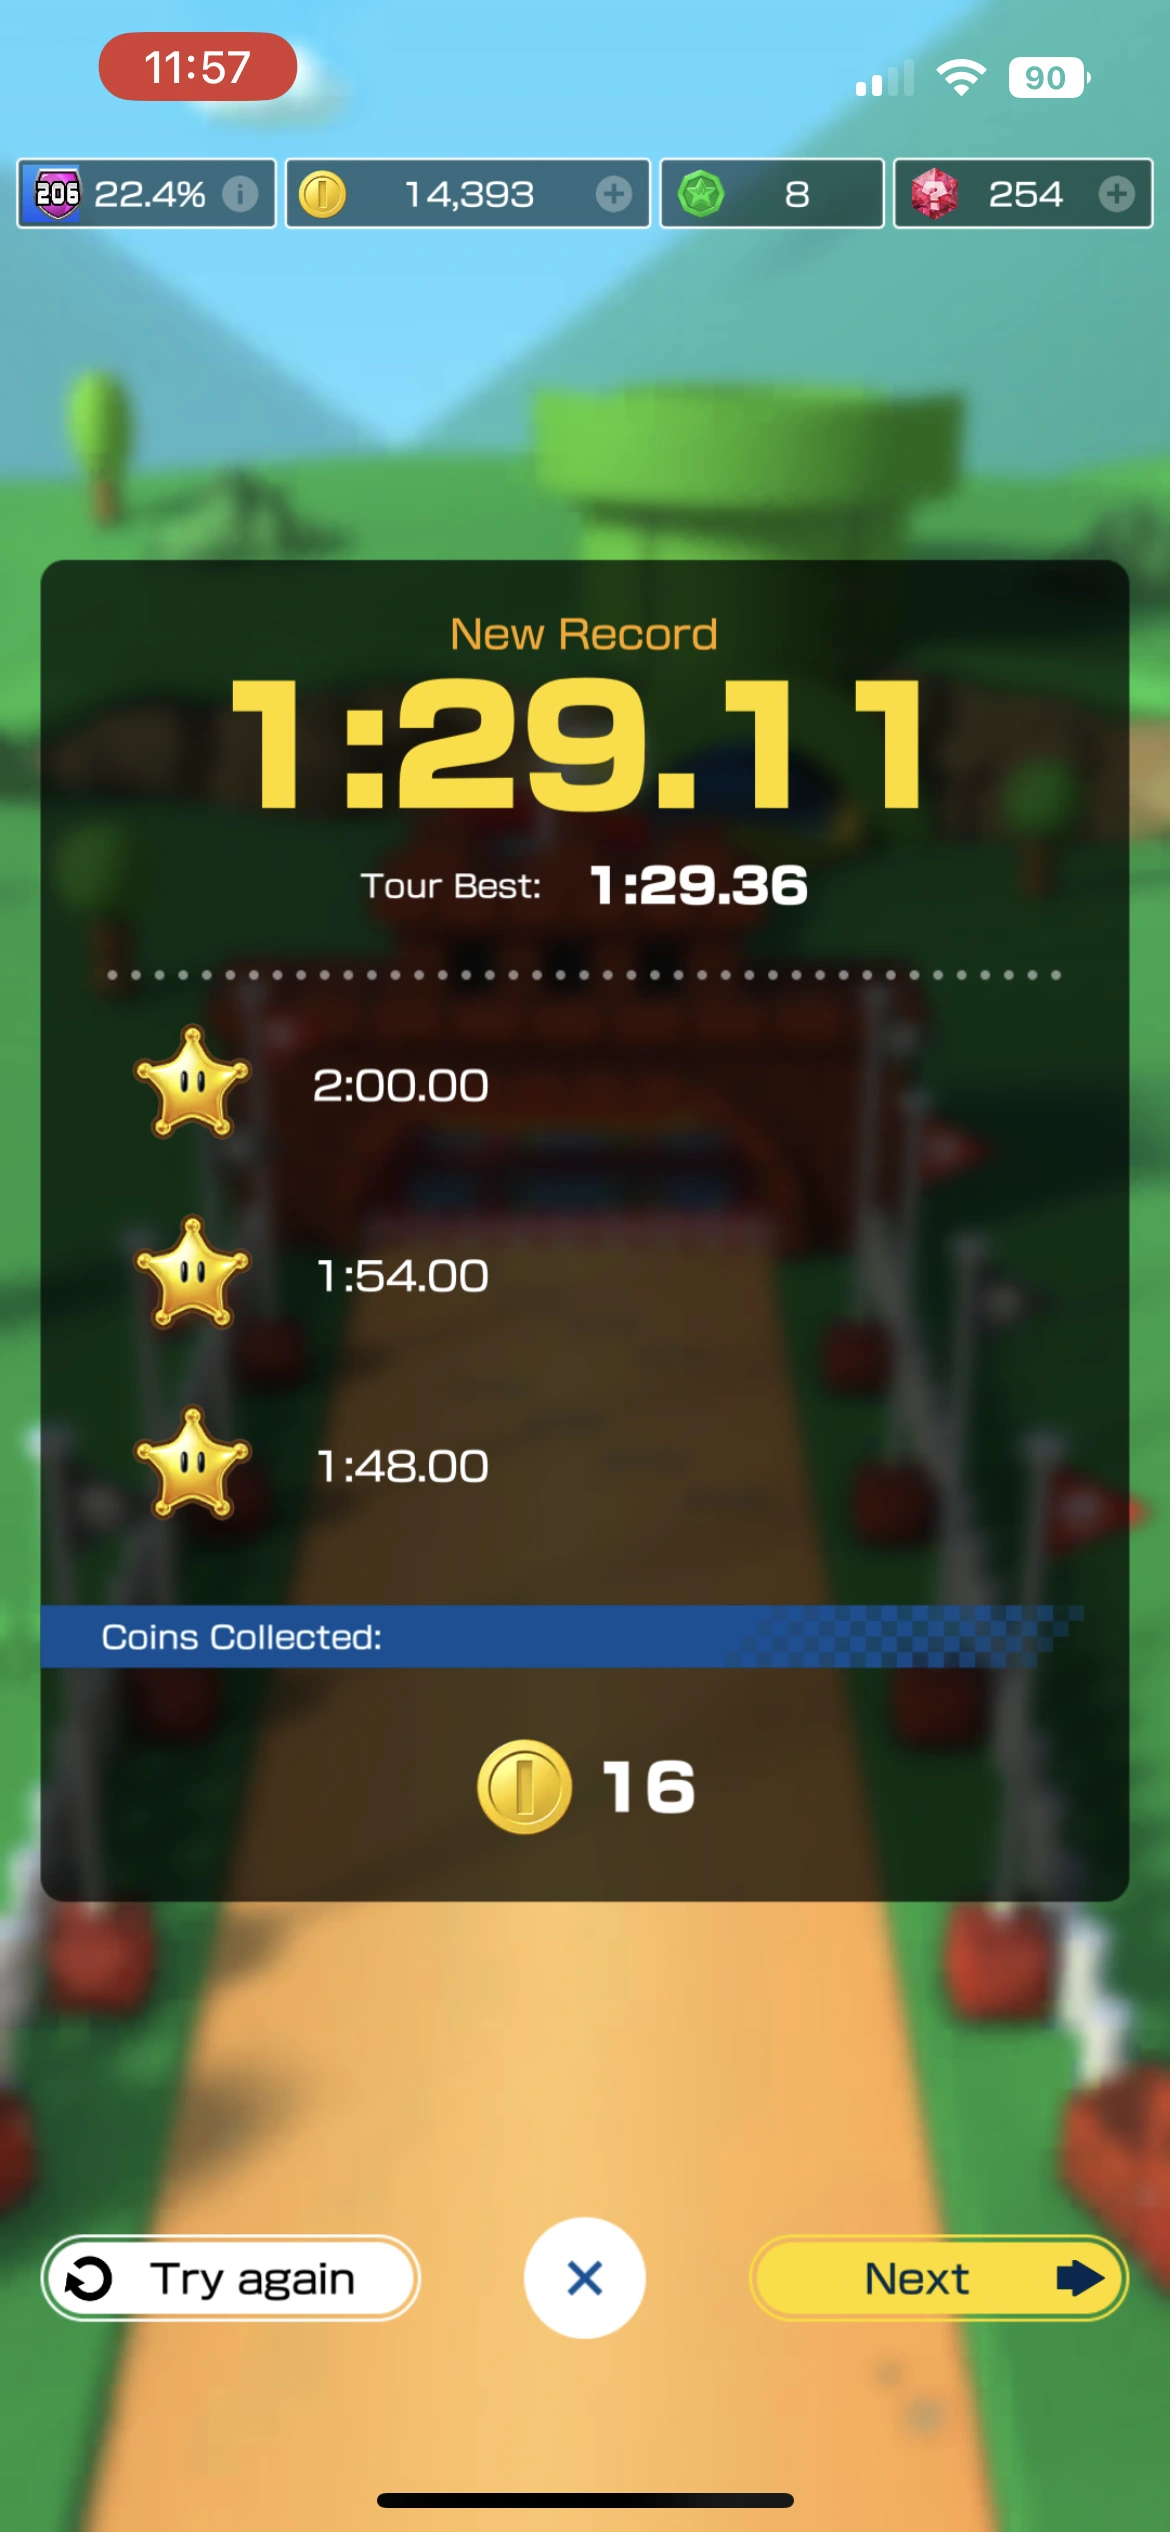 11:57
90
206 22.4% i 14,393 8 254
New Record
1:29.11
Tour Best: 1:29.36
2:00.00
1:54.00
1:48.00
Coins Collected:
16
Try again
Next